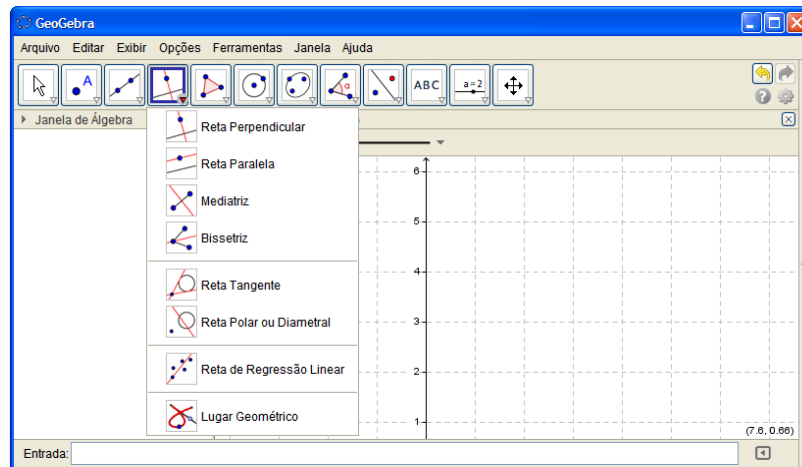 GeoGebra
Arquivo Editar Exibir Opções Ferramentas Janela Ajuda
A α ABC a=2
Janela de Álgebra
Reta Perpendicular
Reta Paralela
Mediatriz
Bissetriz
Reta Tangente
Reta Polar ou Diametral
Reta de Regressão Linear
Lugar Geométrico
6
5
4
3
2
1
(7.6, 0.66)
Entrada: